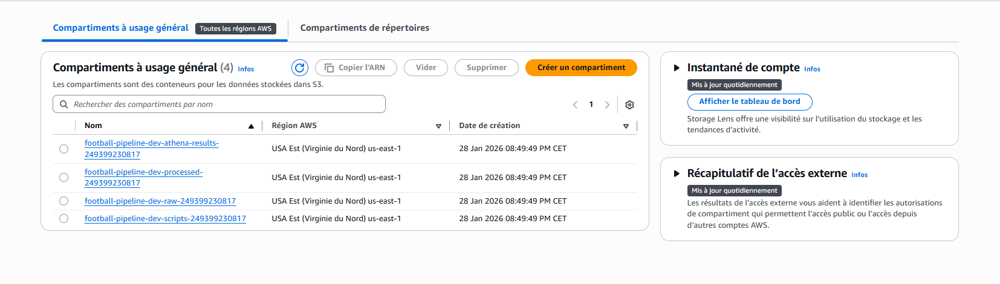 Compartiments à usage général Toutes les régions AWS Compartiments de répertoires
Compartiments à usage général (4) Infos Copier l'ARN Vider Supprimer Créer un compartiment
Les compartiments sont des conteneurs pour les données stockées dans S3.
Rechercher des compartiments par nom 1
Nom Région AWS Date de création
football-pipeline-dev-athena-results-
249399230817 USA Est (Virginie du Nord) us-east-1 28 Jan 2026 08:49:49 PM CET
football-pipeline-dev-processed-
249399230817 USA Est (Virginie du Nord) us-east-1 28 Jan 2026 08:49:49 PM CET
football-pipeline-dev-raw-249399230817 USA Est (Virginie du Nord) us-east-1 28 Jan 2026 08:49:49 PM CET
football-pipeline-dev-scripts-249399230817 USA Est (Virginie du Nord) us-east-1 28 Jan 2026 08:49:49 PM CET
Instantané de compte Infos
Mis à jour quotidiennement
Afficher le tableau de bord
Storage Lens offre une visibilité sur l’utilisation du stockage et les
tendances d’activité.
Récapitulatif de l’accès externe Infos
Mis à jour quotidiennement
Les résultats de l’accès externe vous aident à identifier les autorisations
de compartiment qui permettent l’accès public ou l’accès depuis
d’autres comptes AWS.